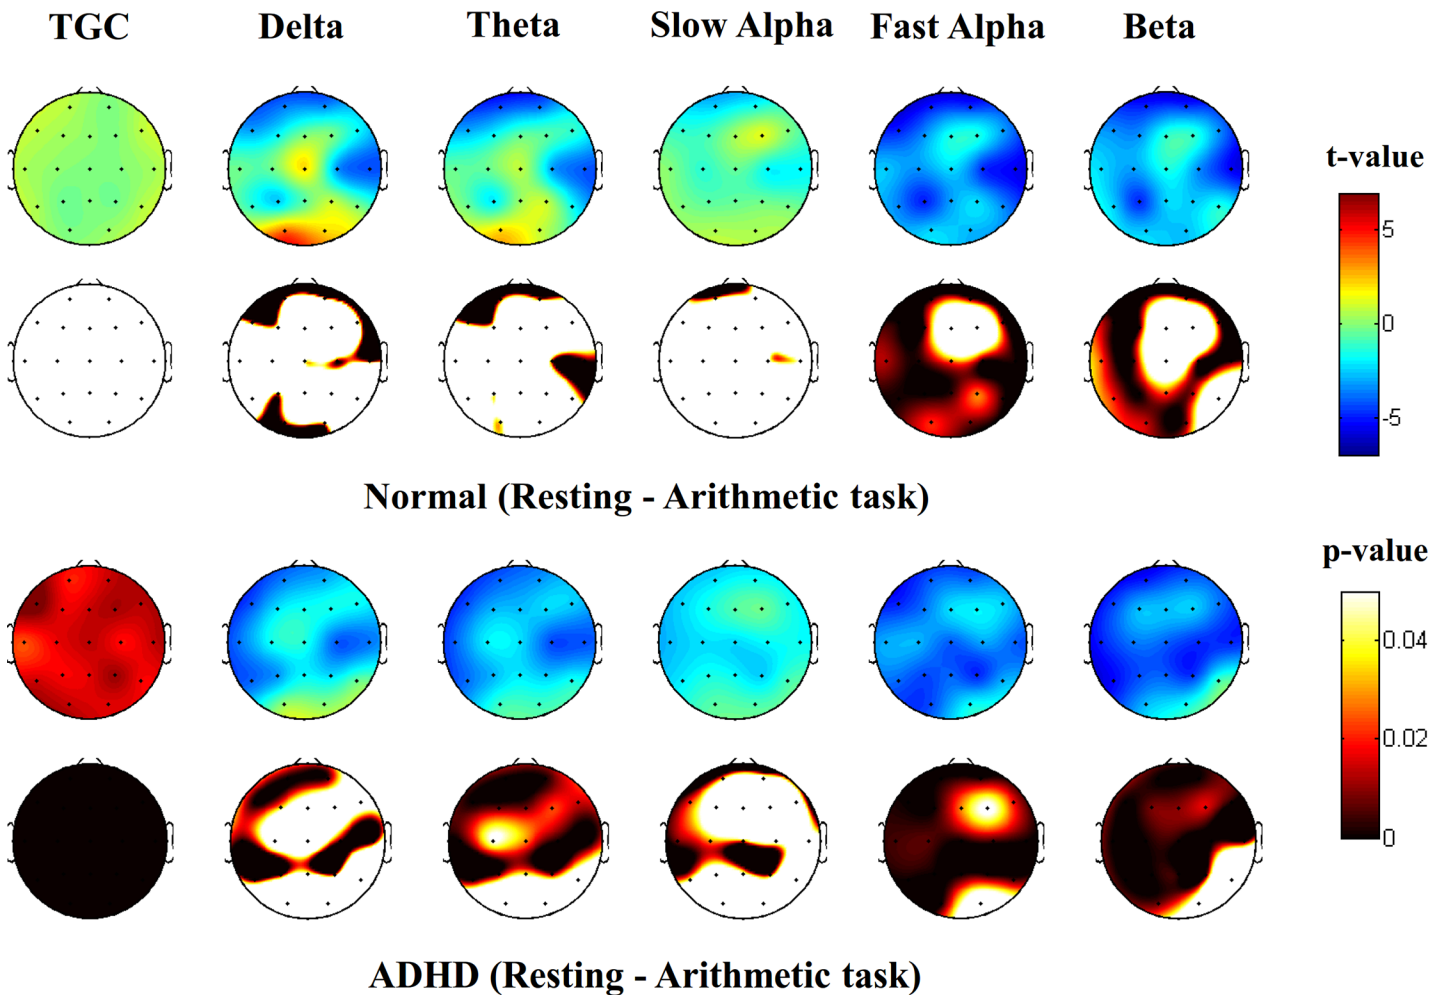 TGC Delta Theta Slow Alpha Fast Alpha Beta
t-value
5
0
-5
Normal (Resting - Arithmetic task)
p-value
0.04
0.02
0
ADHD (Resting - Arithmetic task)